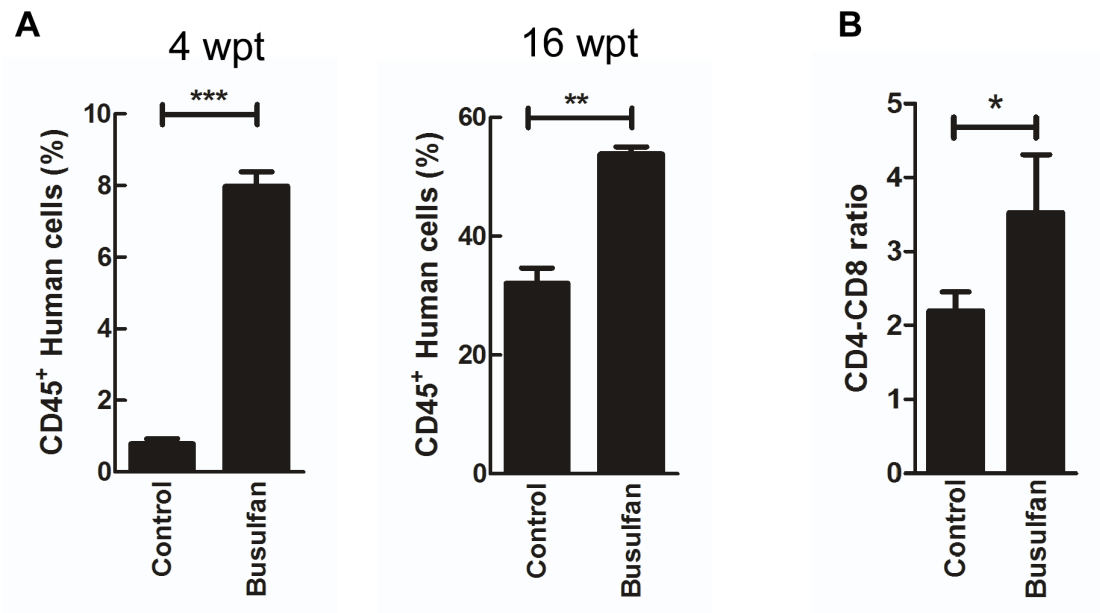 A
4 wpt
***
CD45+ Human cells (%)
10
8
6
4
2
0
Control
Busulfan
16 wpt
**
CD45+ Human cells (%)
60
40
20
0
Control
Busulfan
B
*
CD4-CD8 ratio
5
4
3
2
1
0
Control
Busulfan